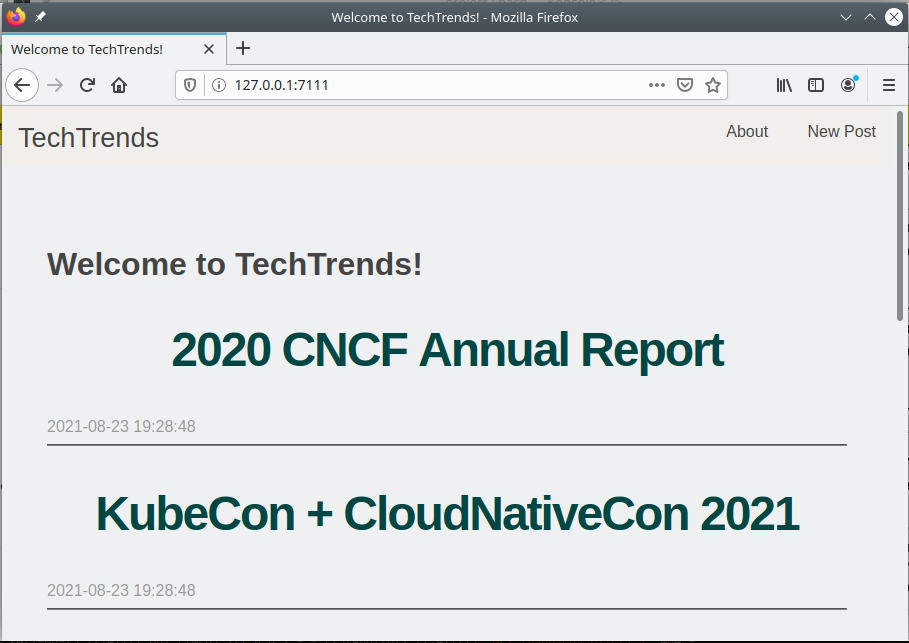 Welcome to TechTrends! - Mozilla Firefox
Welcome to TechTrends!
127.0.0.1:7111
TechTrends
About
New Post
Welcome to TechTrends!
2020 CNCF Annual Report
2021-08-23 19:28:48
KubeCon + CloudNativeCon 2021
2021-08-23 19:28:48